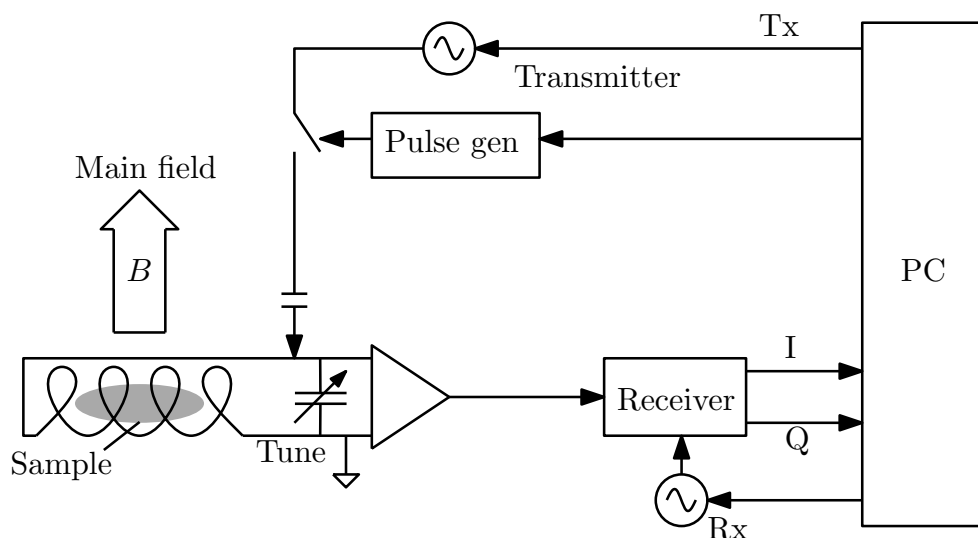 Tx
Transmitter
Pulse gen
Main field
B
PC
I
Receiver
Q
Tune
Sample
Rx